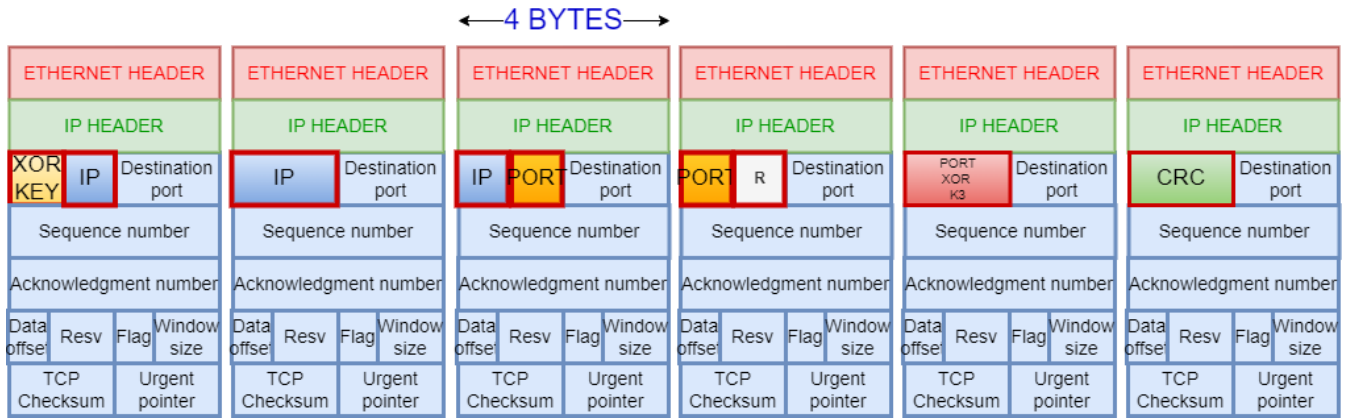 4 BYTES
ETHERNET HEADER ETHERNET HEADER ETHERNET HEADER ETHERNET HEADER ETHERNET HEADER ETHERNET HEADER
IP HEADER IP HEADER IP HEADER IP HEADER IP HEADER IP HEADER
XOR KEY IP Destination port IP Destination port IP PORT Destination port PORT R Destination port PORT XOR K3 Destination port CRC Destination port
Sequence number Sequence number Sequence number Sequence number Sequence number Sequence number
Acknowledgment number Acknowledgment number Acknowledgment number Acknowledgment number Acknowledgment number Acknowledgment number
Data offset Resv Flag Window size Data offset Resv Flag Window size Data offset Resv Flag Window size Data offset Resv Flag Window size Data offset Resv Flag Window size Data offset Resv Flag Window size
TCP Checksum Urgent pointer TCP Checksum Urgent pointer TCP Checksum Urgent pointer TCP Checksum Urgent pointer TCP Checksum Urgent pointer TCP Checksum Urgent pointer